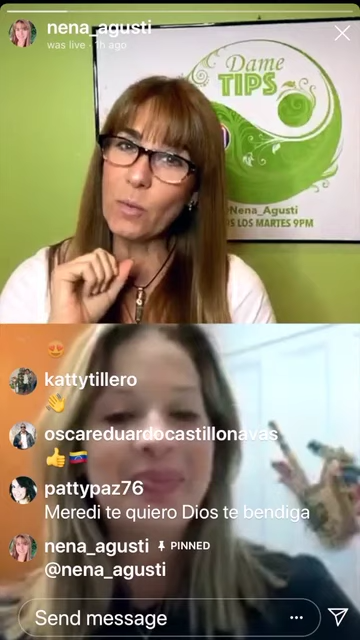 nena_agusti
was live · 1h ago
Dame
TIPS
@Nena_Agusti
OS LOS MARTES 9PM
kattytillero
oscareduardocastillonavas
pattypaz76
Meredi te quiero Dios te bendiga
nena_agusti PINNED
@nena_agusti
Send message